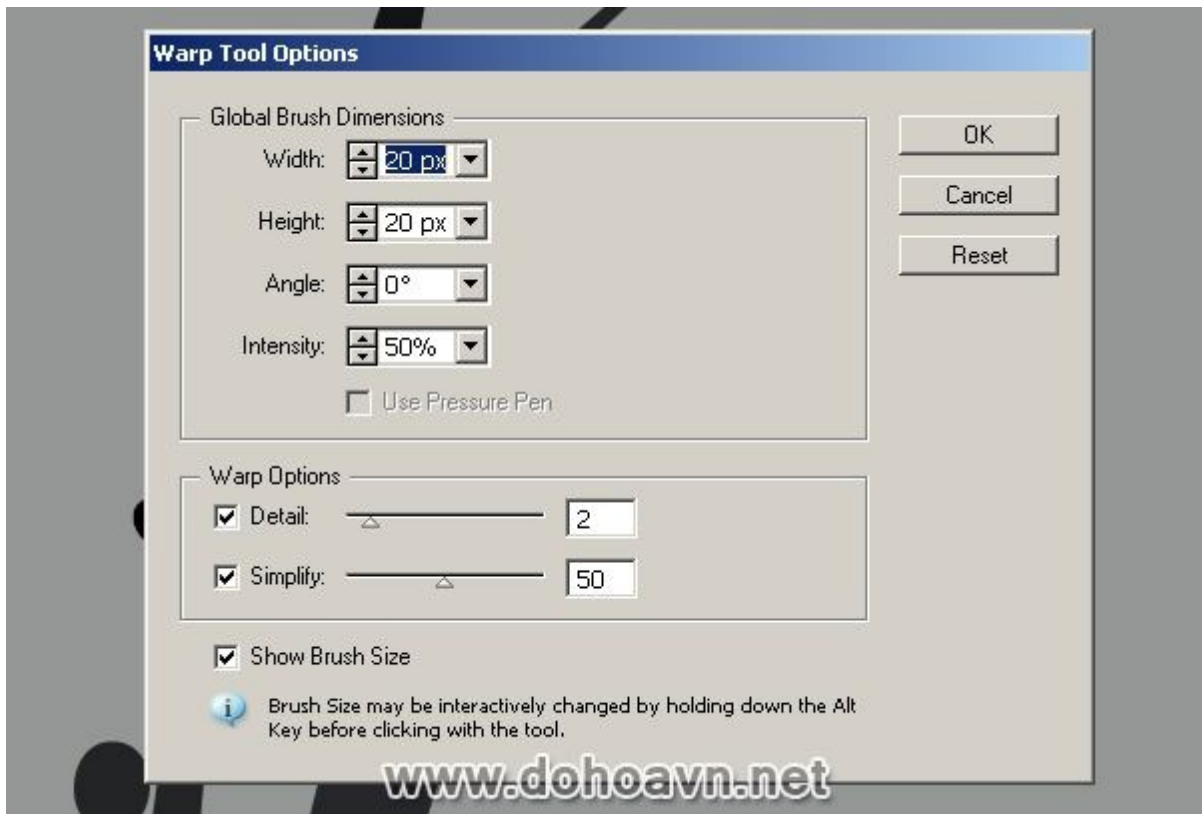 Warp Tool Options
Global Brush Dimensions
Width: 20 px
Height: 20 px
Angle: 0°
Intensity: 50%
Use Pressure Pen
OK
Cancel
Reset
Warp Options
Detail: 2
Simplify: 50
Show Brush Size
Brush Size may be interactively changed by holding down the Alt
Key before clicking with the tool.
www.dohoavn.net